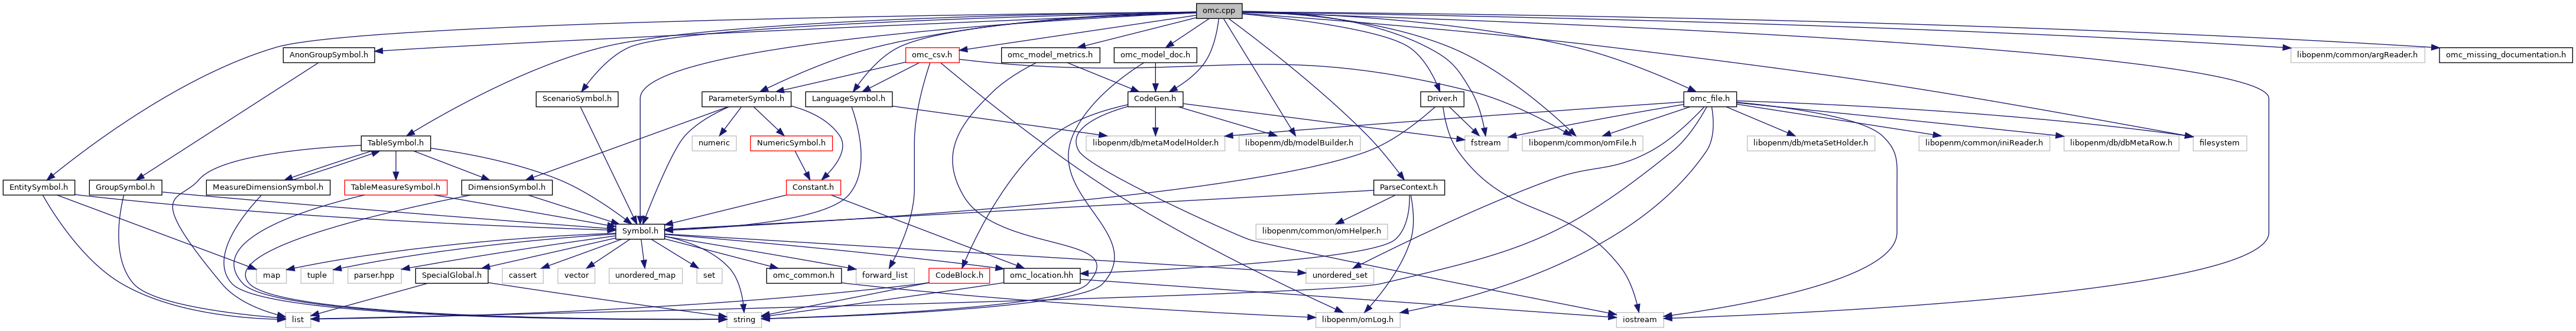 omc.cpp
AnonGroupSymbol.h
omc_csv.h
omc_model_metrics.h
omc_model_doc.h
libopenm/common/argReader.h
omc_missing_documentation.h
ScenarioSymbol.h
ParameterSymbol.h
LanguageSymbol.h
CodeGen.h
Driver.h
omc_file.h
TableSymbol.h
numeric
NumericSymbol.h
libopenm/db/metaModelHolder.h
libopenm/db/modelBuilder.h
fstream
libopenm/common/omFile.h
libopenm/db/metaSetHolder.h
libopenm/common/iniReader.h
libopenm/db/dbMetaRow.h
filesystem
EntitySymbol.h
GroupSymbol.h
MeasureDimensionSymbol.h
TableMeasureSymbol.h
DimensionSymbol.h
Constant.h
ParseContext.h
Symbol.h
libopenm/common/omHelper.h
map
tuple
parser.hpp
SpecialGlobal.h
cassert
vector
unordered_map
set
omc_common.h
forward_list
CodeBlock.h
omc_location.hh
unordered_set
list
string
libopenm/omLog.h
iostream